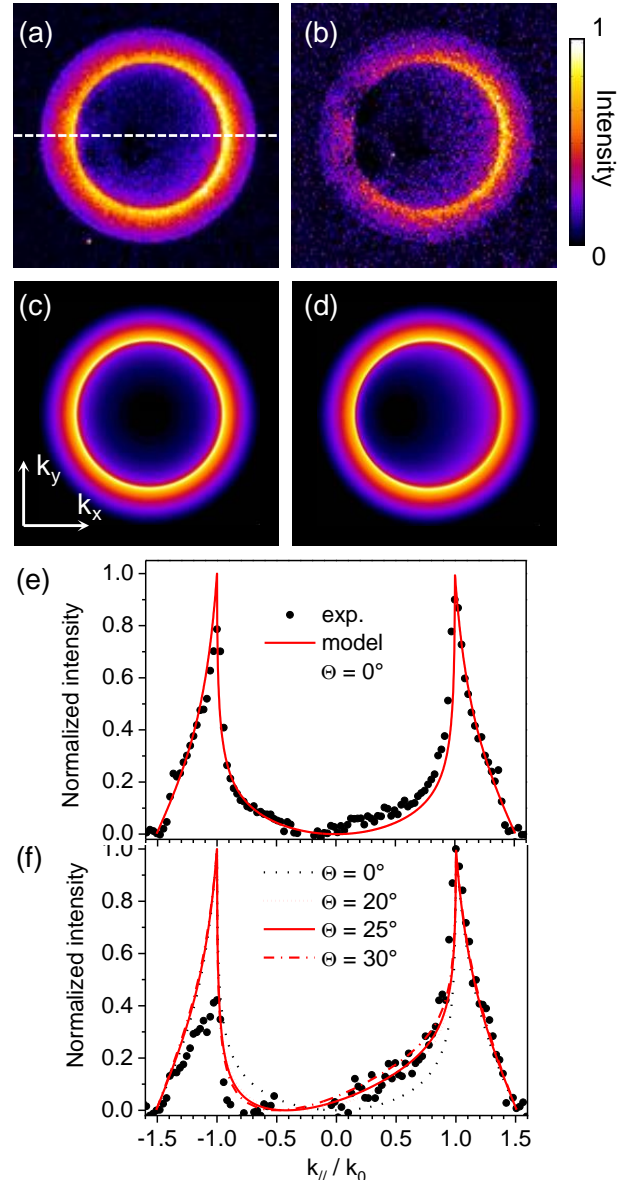 (a)
(b)
1
Intensity
0
(c)
(d)
k_y
k_x
(e)
1.0
0.8
0.6
0.4
0.2
0.0
Normalized intensity
exp.
model
Θ = 0°
(f)
1.0
0.8
0.6
0.4
0.2
0.0
Normalized intensity
Θ = 0°
Θ = 20°
Θ = 25°
Θ = 30°
-1.5 -1.0 -0.5 0.0 0.5 1.0 1.5
k_// / k_0